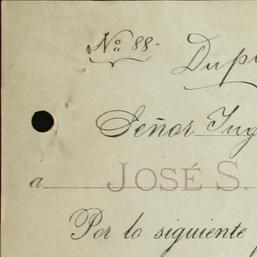 No. 88.
Dup
Señor Ing
a JOSÉ S.
Por lo siguiente